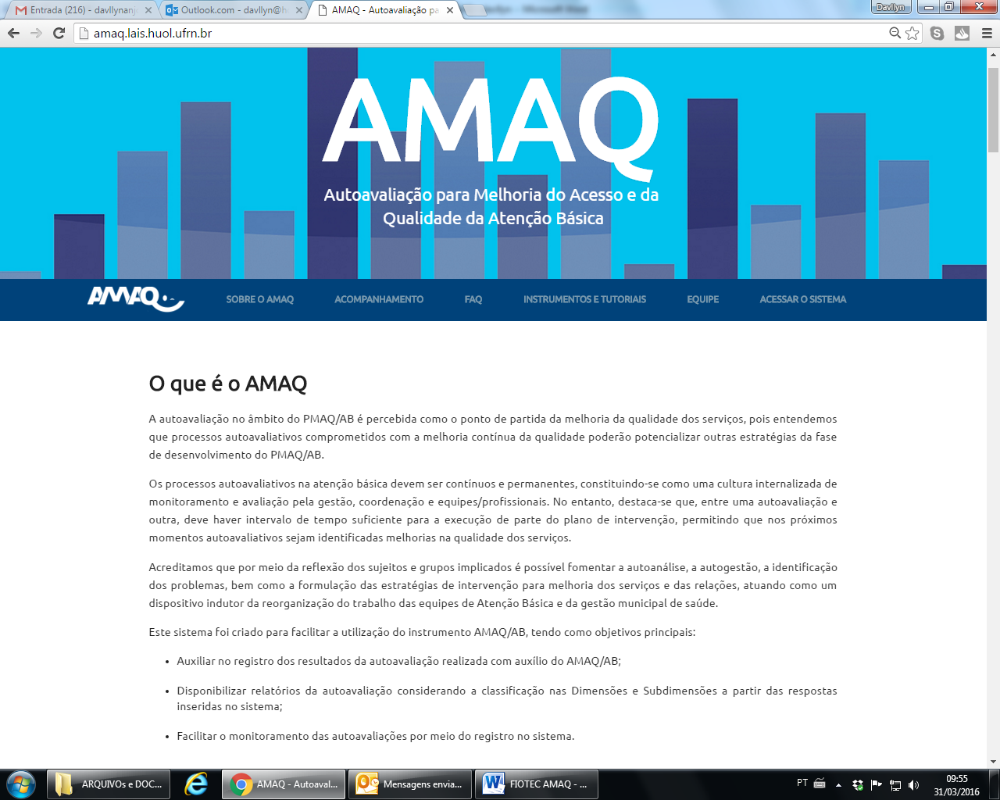 Entrada (216) - davllynanj
Outlook.com - davllyn@h
AMAQ - Autoavaliação pa
Davllyn
amaq.lais.huol.ufrn.br
AMAQ
Autoavaliação para Melhoria do Acesso e da
Qualidade da Atenção Básica
AMAQ
SOBRE O AMAQ
ACOMPANHAMENTO
FAQ
INSTRUMENTOS E TUTORIAIS
EQUIPE
ACESSAR O SISTEMA
O que é o AMAQ
A autoavaliação no âmbito do PMAQ/AB é percebida como o ponto de partida da melhoria da qualidade dos serviços, pois entendemos
que processos autoavaliativos comprometidos com a melhoria contínua da qualidade poderão potencializar outras estratégias da fase
de desenvolvimento do PMAQ/AB.
Os processos autoavaliativos na atenção básica devem ser contínuos e permanentes, constituindo-se como uma cultura internalizada de
monitoramento e avaliação pela gestão, coordenação e equipes/profissionais. No entanto, destaca-se que, entre uma autoavaliação e
outra, deve haver intervalo de tempo suficiente para a execução de parte do plano de intervenção, permitindo que nos próximos
momentos autoavaliativos sejam identificadas melhorias na qualidade dos serviços.
Acreditamos que por meio da reflexão dos sujeitos e grupos implicados é possível fomentar a autoanálise, a autogestão, a identificação
dos problemas, bem como a formulação das estratégias de intervenção para melhoria dos serviços e das relações, atuando como um
dispositivo indutor da reorganização do trabalho das equipes de Atenção Básica e da gestão municipal de saúde.
Este sistema foi criado para facilitar a utilização do instrumento AMAQ/AB, tendo como objetivos principais:
• Auxiliar no registro dos resultados da autoavaliação realizada com auxílio do AMAQ/AB;
• Disponibilizar relatórios da autoavaliação considerando a classificação nas Dimensões e Subdimensões a partir das respostas
inseridas no sistema;
• Facilitar o monitoramento das autoavaliações por meio do registro no sistema.
ARQUIVOs e DOC...
AMAQ - Autoaval...
Mensagens envia...
FIOTEC AMAQ - ...
PT
09:55
31/03/2016